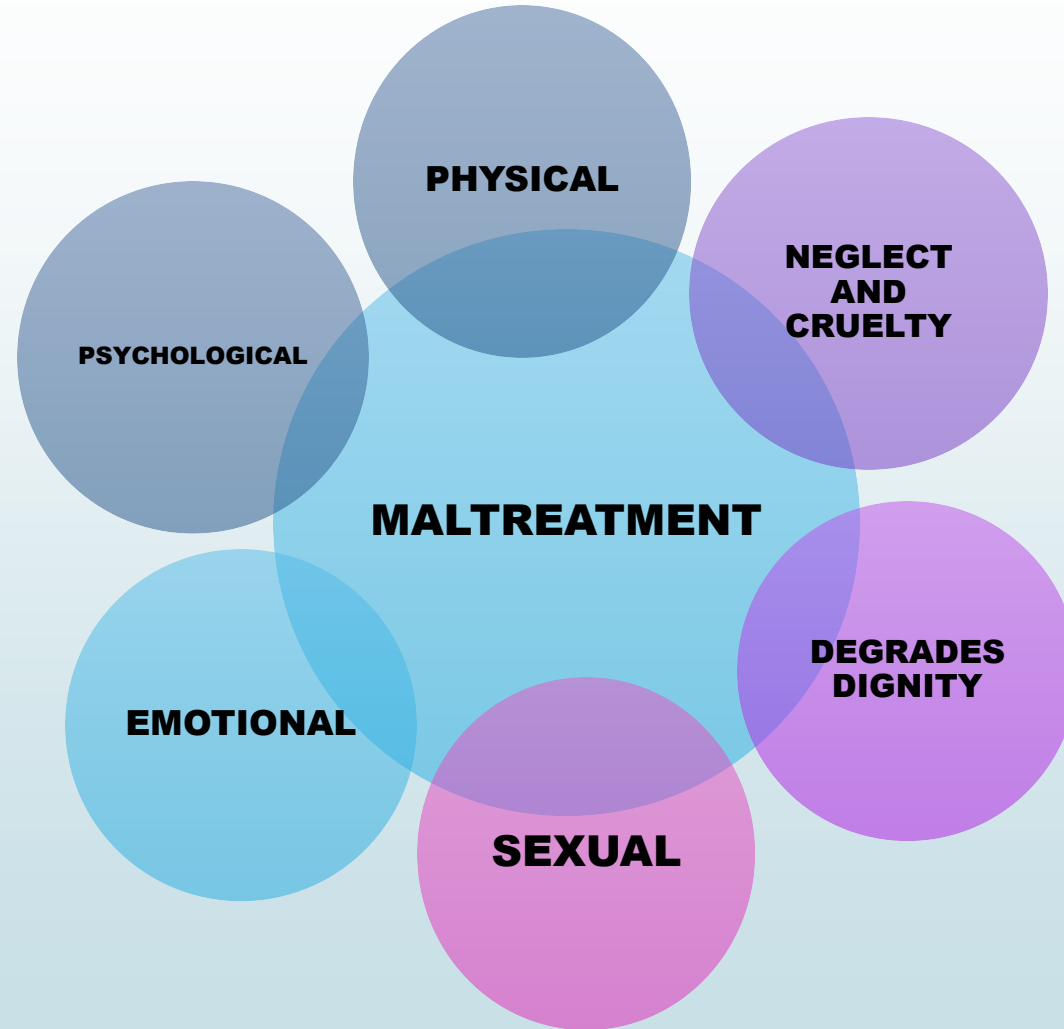 PHYSICAL
NEGLECT
AND
CRUELTY
PSYCHOLOGICAL
MALTREATMENT
DEGRADES
DIGNITY
EMOTIONAL
SEXUAL